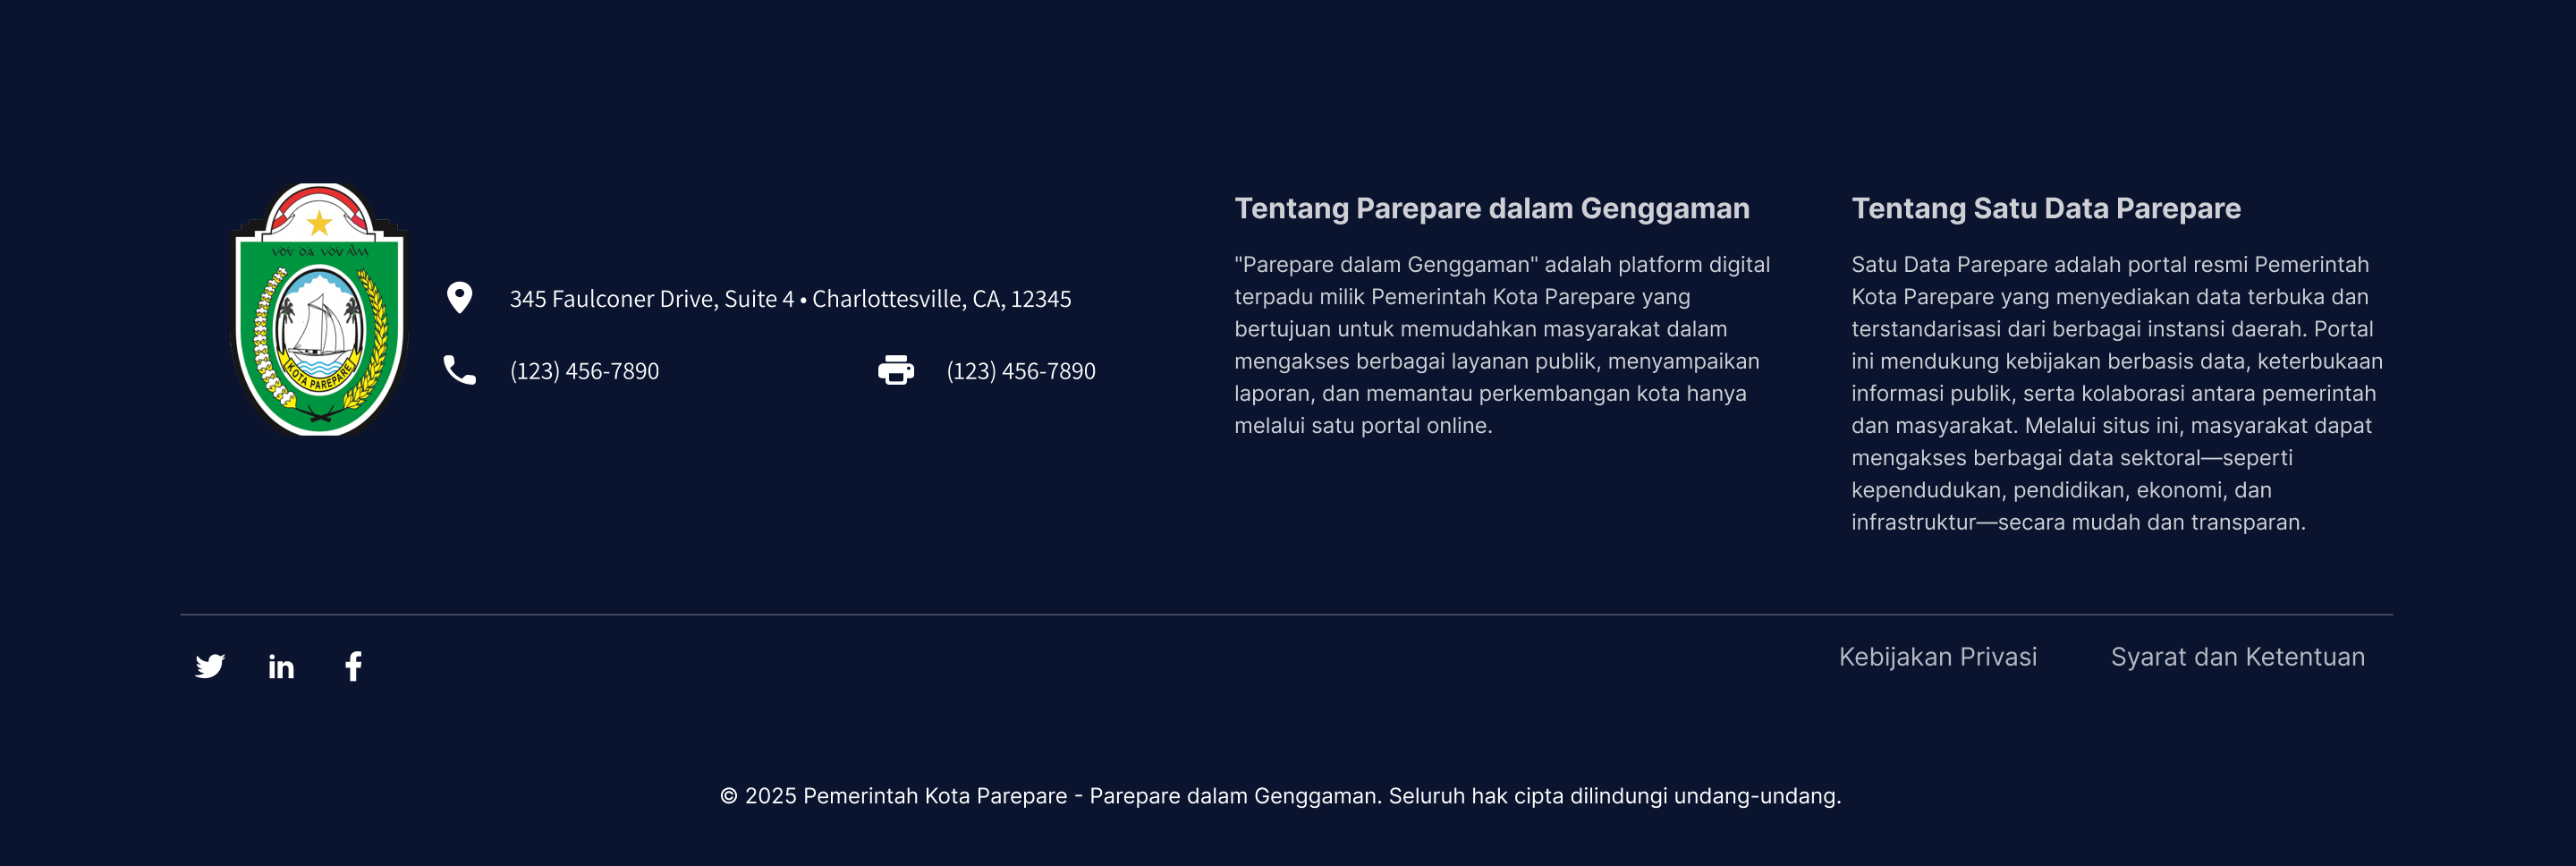 KOTA PAREPARE
345 Faulconer Drive, Suite 4 • Charlottesville, CA, 12345
(123) 456-7890
(123) 456-7890
Tentang Parepare dalam Genggaman
"Parepare dalam Genggaman" adalah platform digital
terpadu milik Pemerintah Kota Parepare yang
bertujuan untuk memudahkan masyarakat dalam
mengakses berbagai layanan publik, menyampaikan
laporan, dan memantau perkembangan kota hanya
melalui satu portal online.
Tentang Satu Data Parepare
Satu Data Parepare adalah portal resmi Pemerintah
Kota Parepare yang menyediakan data terbuka dan
terstandarisasi dari berbagai instansi daerah. Portal
ini mendukung kebijakan berbasis data, keterbukaan
informasi publik, serta kolaborasi antara pemerintah
dan masyarakat. Melalui situs ini, masyarakat dapat
mengakses berbagai data sektoral—seperti
kependudukan, pendidikan, ekonomi, dan
infrastruktur—secara mudah dan transparan.
Kebijakan Privasi
Syarat dan Ketentuan
© 2025 Pemerintah Kota Parepare - Parepare dalam Genggaman. Seluruh hak cipta dilindungi undang-undang.